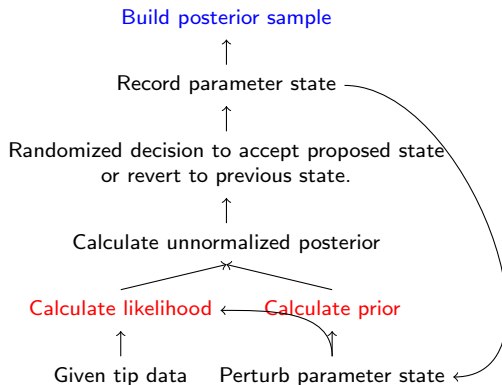 Build posterior sample
Record parameter state
Randomized decision to accept proposed state
or revert to previous state.
Calculate unnormalized posterior
Calculate likelihood
Calculate prior
Given tip data
Perturb parameter state